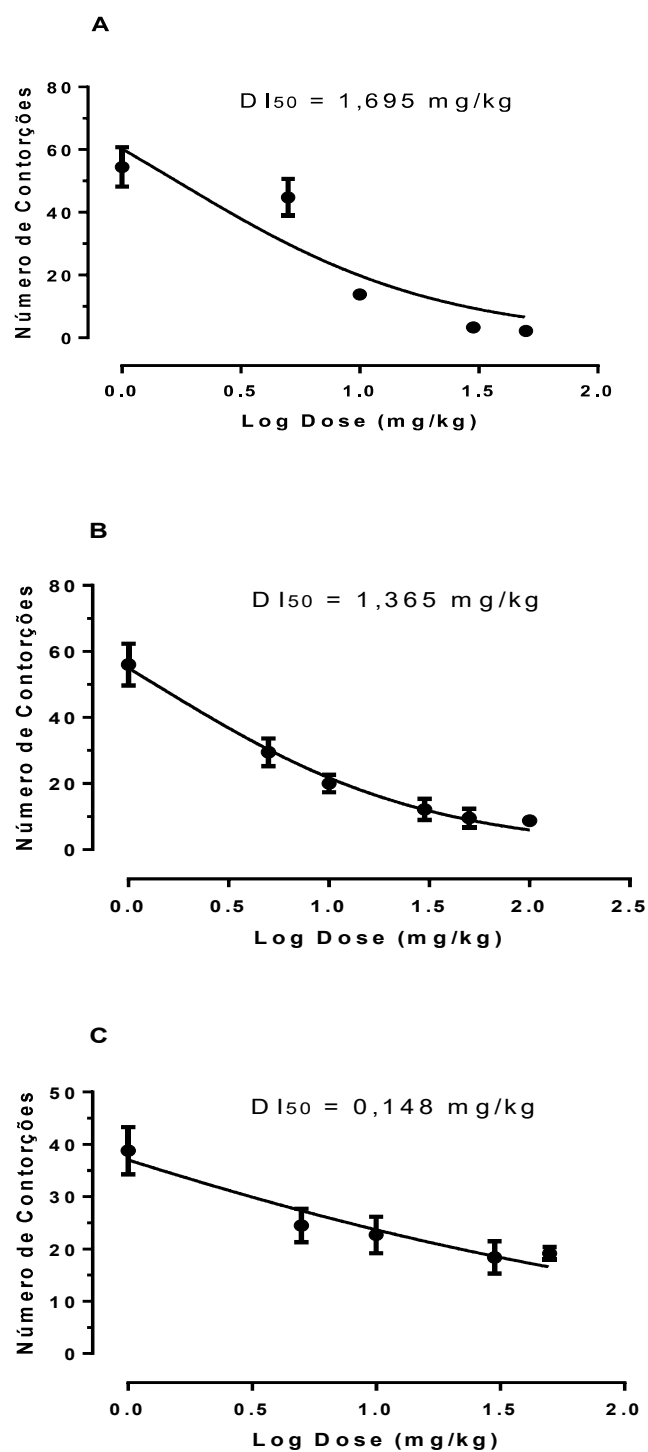 A
DI50 = 1,695 mg/kg
Número de Contorções
80
60
40
20
0
0.0 0.5 1.0 1.5 2.0
Log Dose (mg/kg)
B
DI50 = 1,365 mg/kg
Número de Contorções
80
60
40
20
0
0.0 0.5 1.0 1.5 2.0 2.5
Log Dose (mg/kg)
C
DI50 = 0,148 mg/kg
Número de Contorções
50
40
30
20
10
0
0.0 0.5 1.0 1.5 2.0
Log Dose (mg/kg)